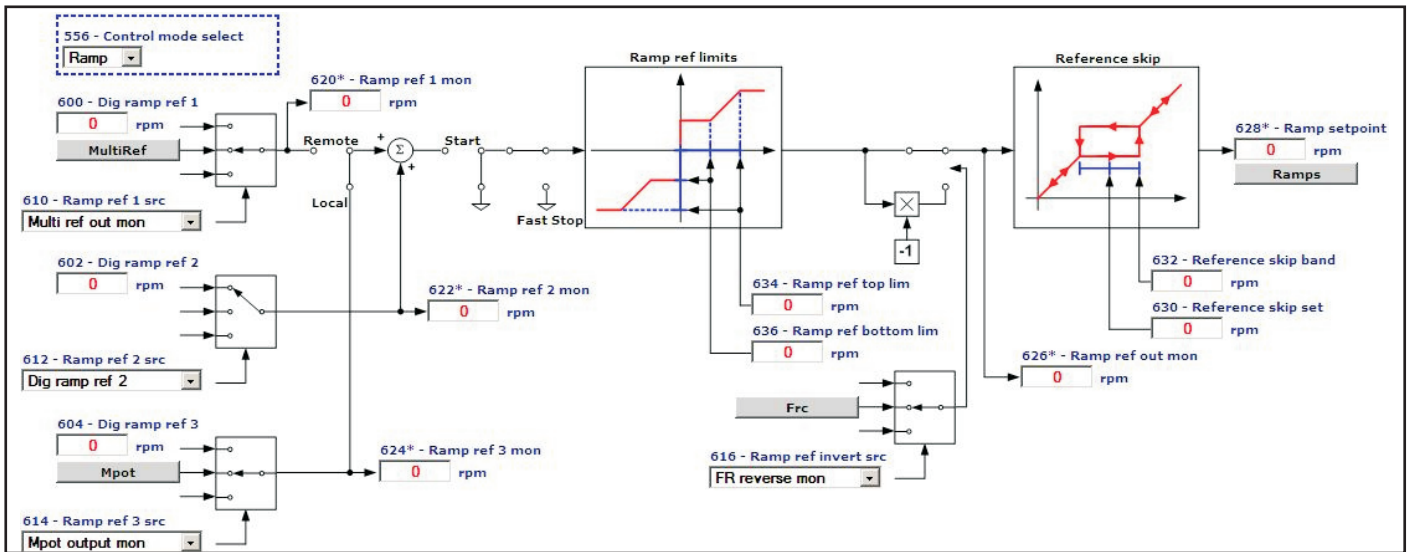 556 - Control mode select
Ramp
600 - Dig ramp ref 1
0 rpm
MultiRef
610 - Ramp ref 1 src
Multi ref out mon
620* - Ramp ref 1 mon
0 rpm
Remote
Local
+
Σ
+
Start
Fast Stop
602 - Dig ramp ref 2
0 rpm
612 - Ramp ref 2 src
Dig ramp ref 2
622* - Ramp ref 2 mon
0 rpm
604 - Dig ramp ref 3
0 rpm
Mpot
614 - Ramp ref 3 src
Mpot output mon
624* - Ramp ref 3 mon
0 rpm
Ramp ref limits
634 - Ramp ref top lim
0 rpm
636 - Ramp ref bottom lim
0 rpm
Frc
616 - Ramp ref invert src
FR reverse mon
×
-1
Reference skip
628* - Ramp setpoint
0 rpm
Ramps
632 - Reference skip band
0 rpm
630 - Reference skip set
0 rpm
626* - Ramp ref out mon
0 rpm